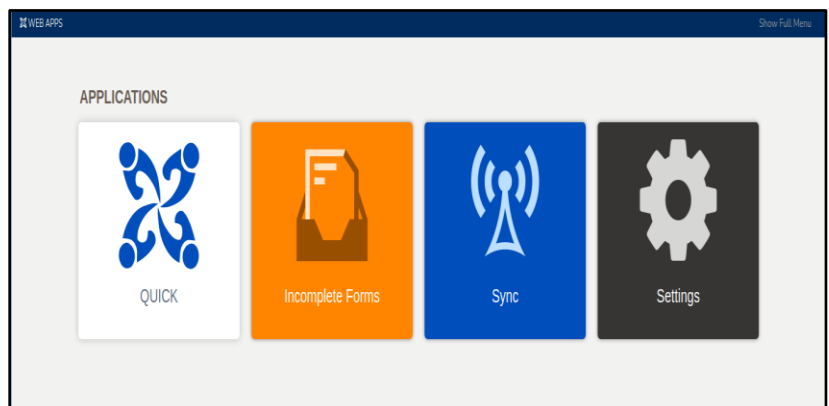 WEB APPS
Show Full Menu
APPLICATIONS
QUICK
Incomplete Forms
Sync
Settings